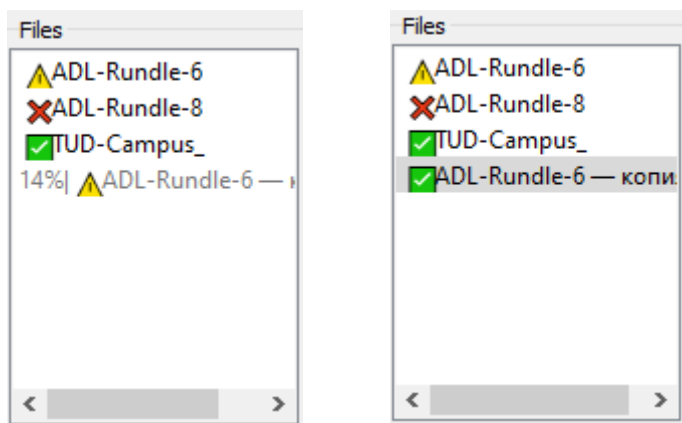 Files
ADL-Rundle-6
ADL-Rundle-8
TUD-Campus_
14%| ADL-Rundle-6 —
Files
ADL-Rundle-6
ADL-Rundle-8
TUD-Campus_
ADL-Rundle-6 — копи